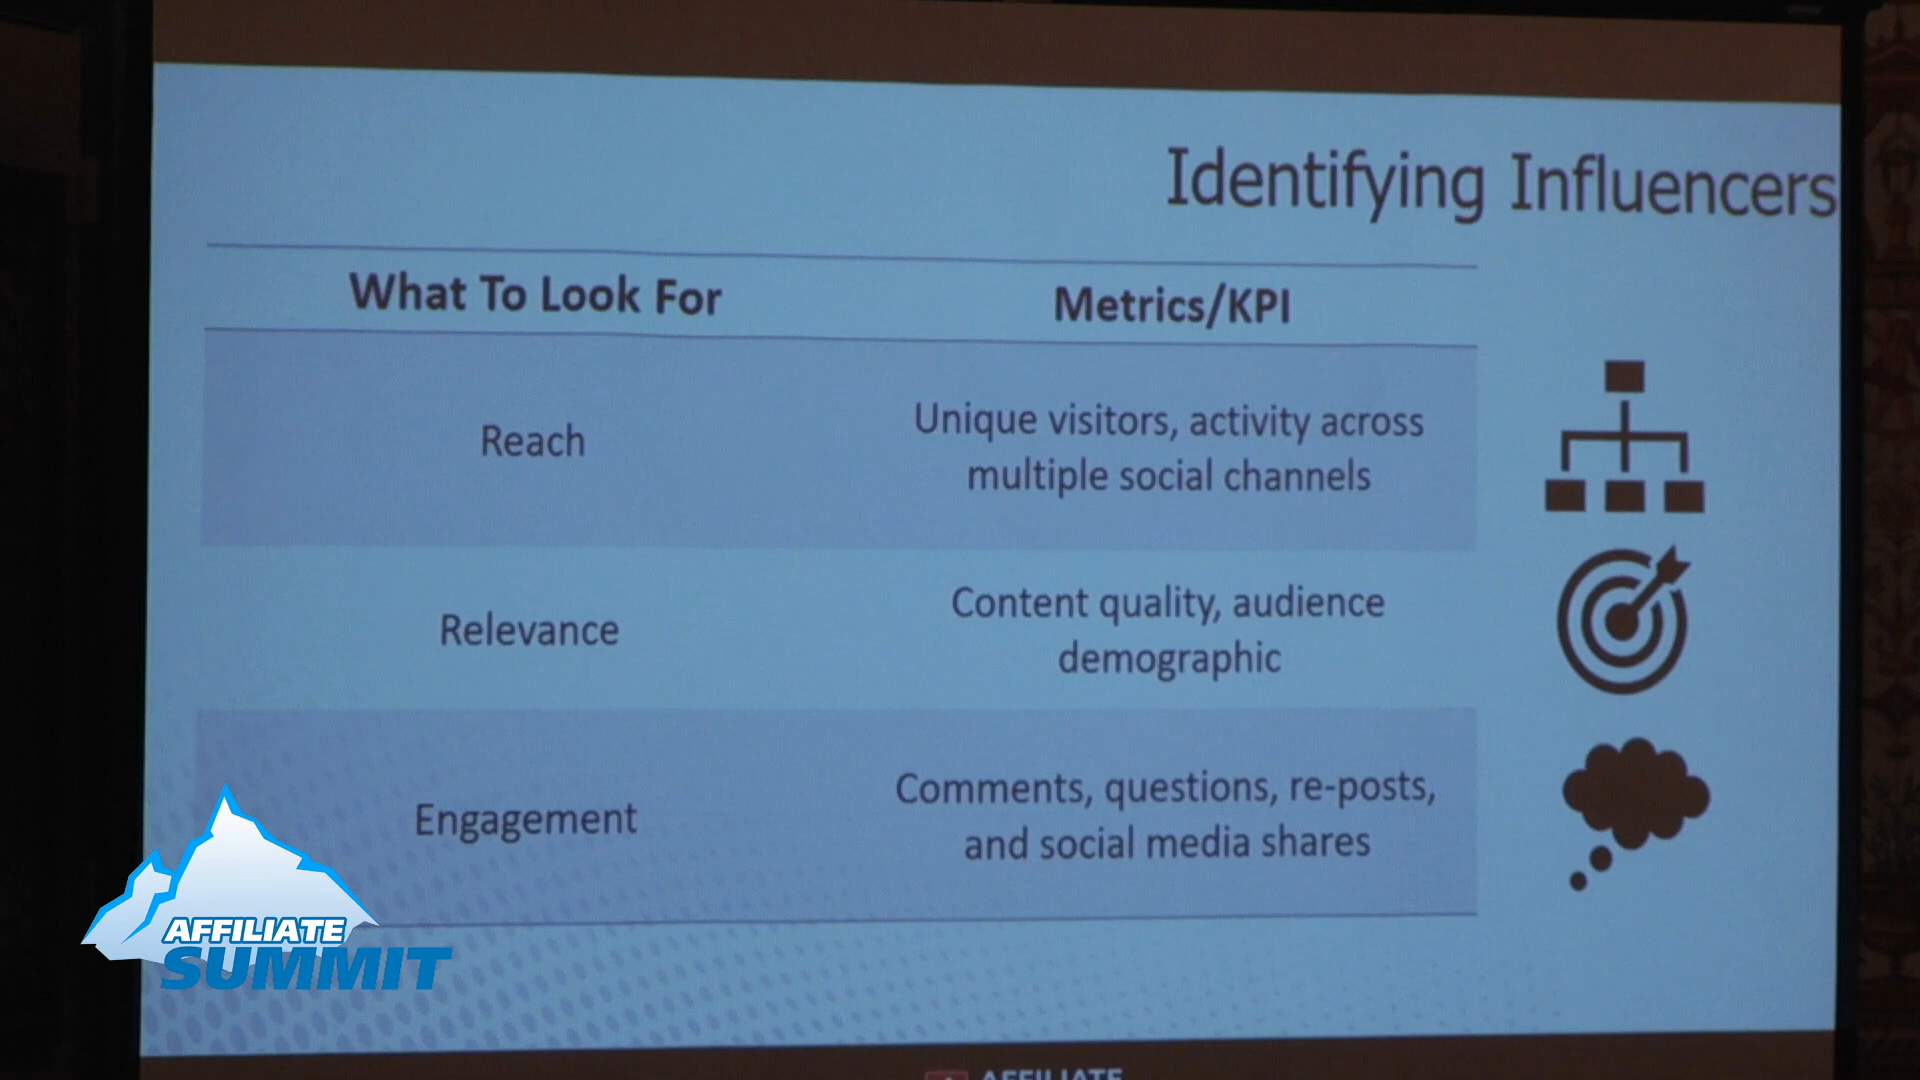 Identifying Influencers
What To Look For
Metrics/KPI
Reach
Unique visitors, activity across
multiple social channels
Relevance
Content quality, audience
demographic
Engagement
Comments, questions, re-posts,
and social media shares
AFFILIATE
SUMMIT
AFFILIATE